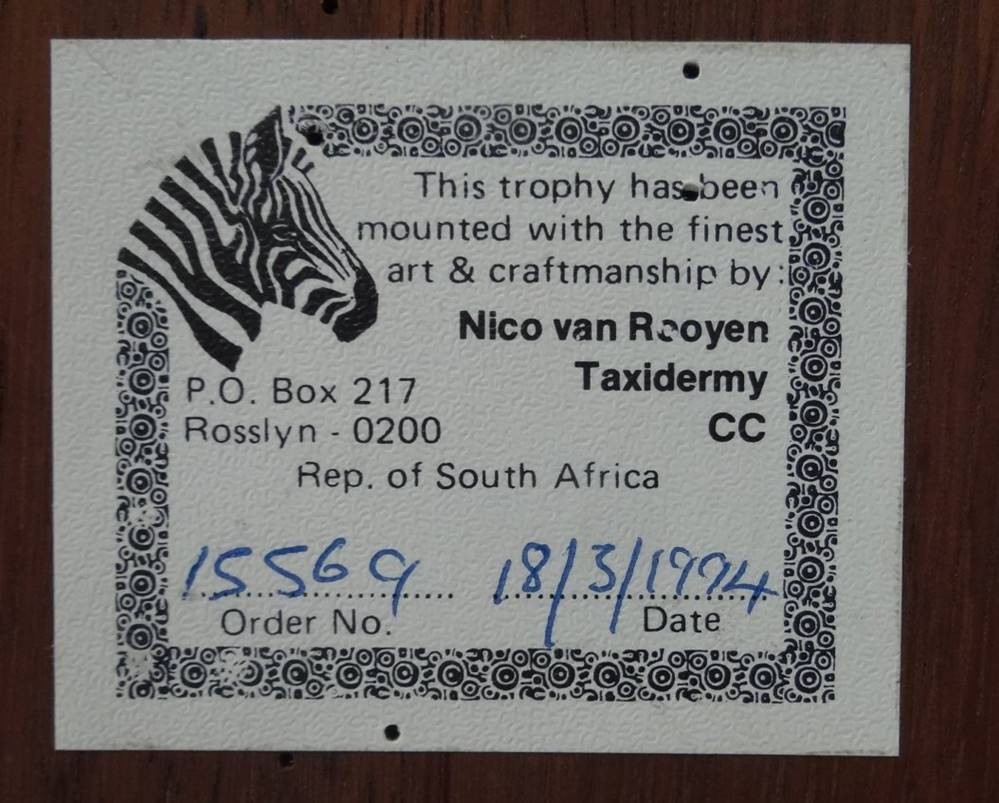 This trophy has been
mounted with the finest
art & craftmanship by:
Nico van Rooyen
Taxidermy
CC
P.O. Box 217
Rosslyn - 0200
Rep. of South Africa
15569 18/3/1994
Order No. Date